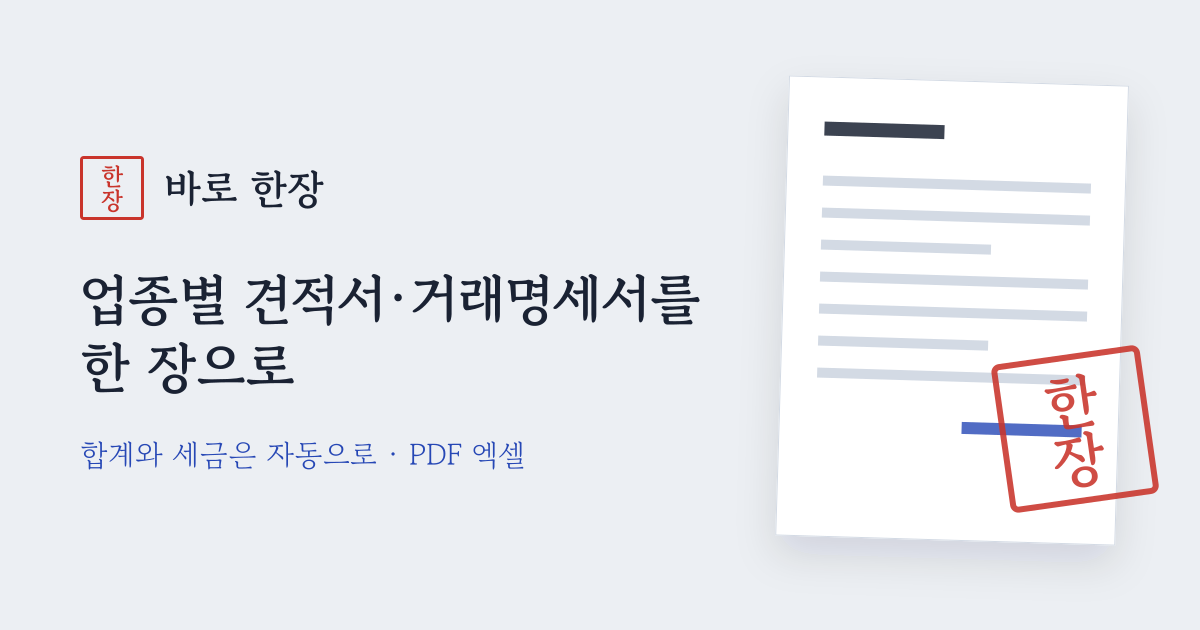 한
장
바로 한장
업종별 견적서·거래명세서를
한 장으로
합계와 세금은 자동으로 · PDF 엑셀
한
장